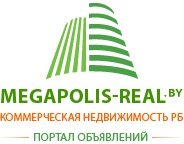 MEGAPOLIS-REAL.BY
КОММЕРЧЕСКАЯ НЕДВИЖИМОСТЬ РБ
ПОРТАЛ ОБЪЯВЛЕНИЙ